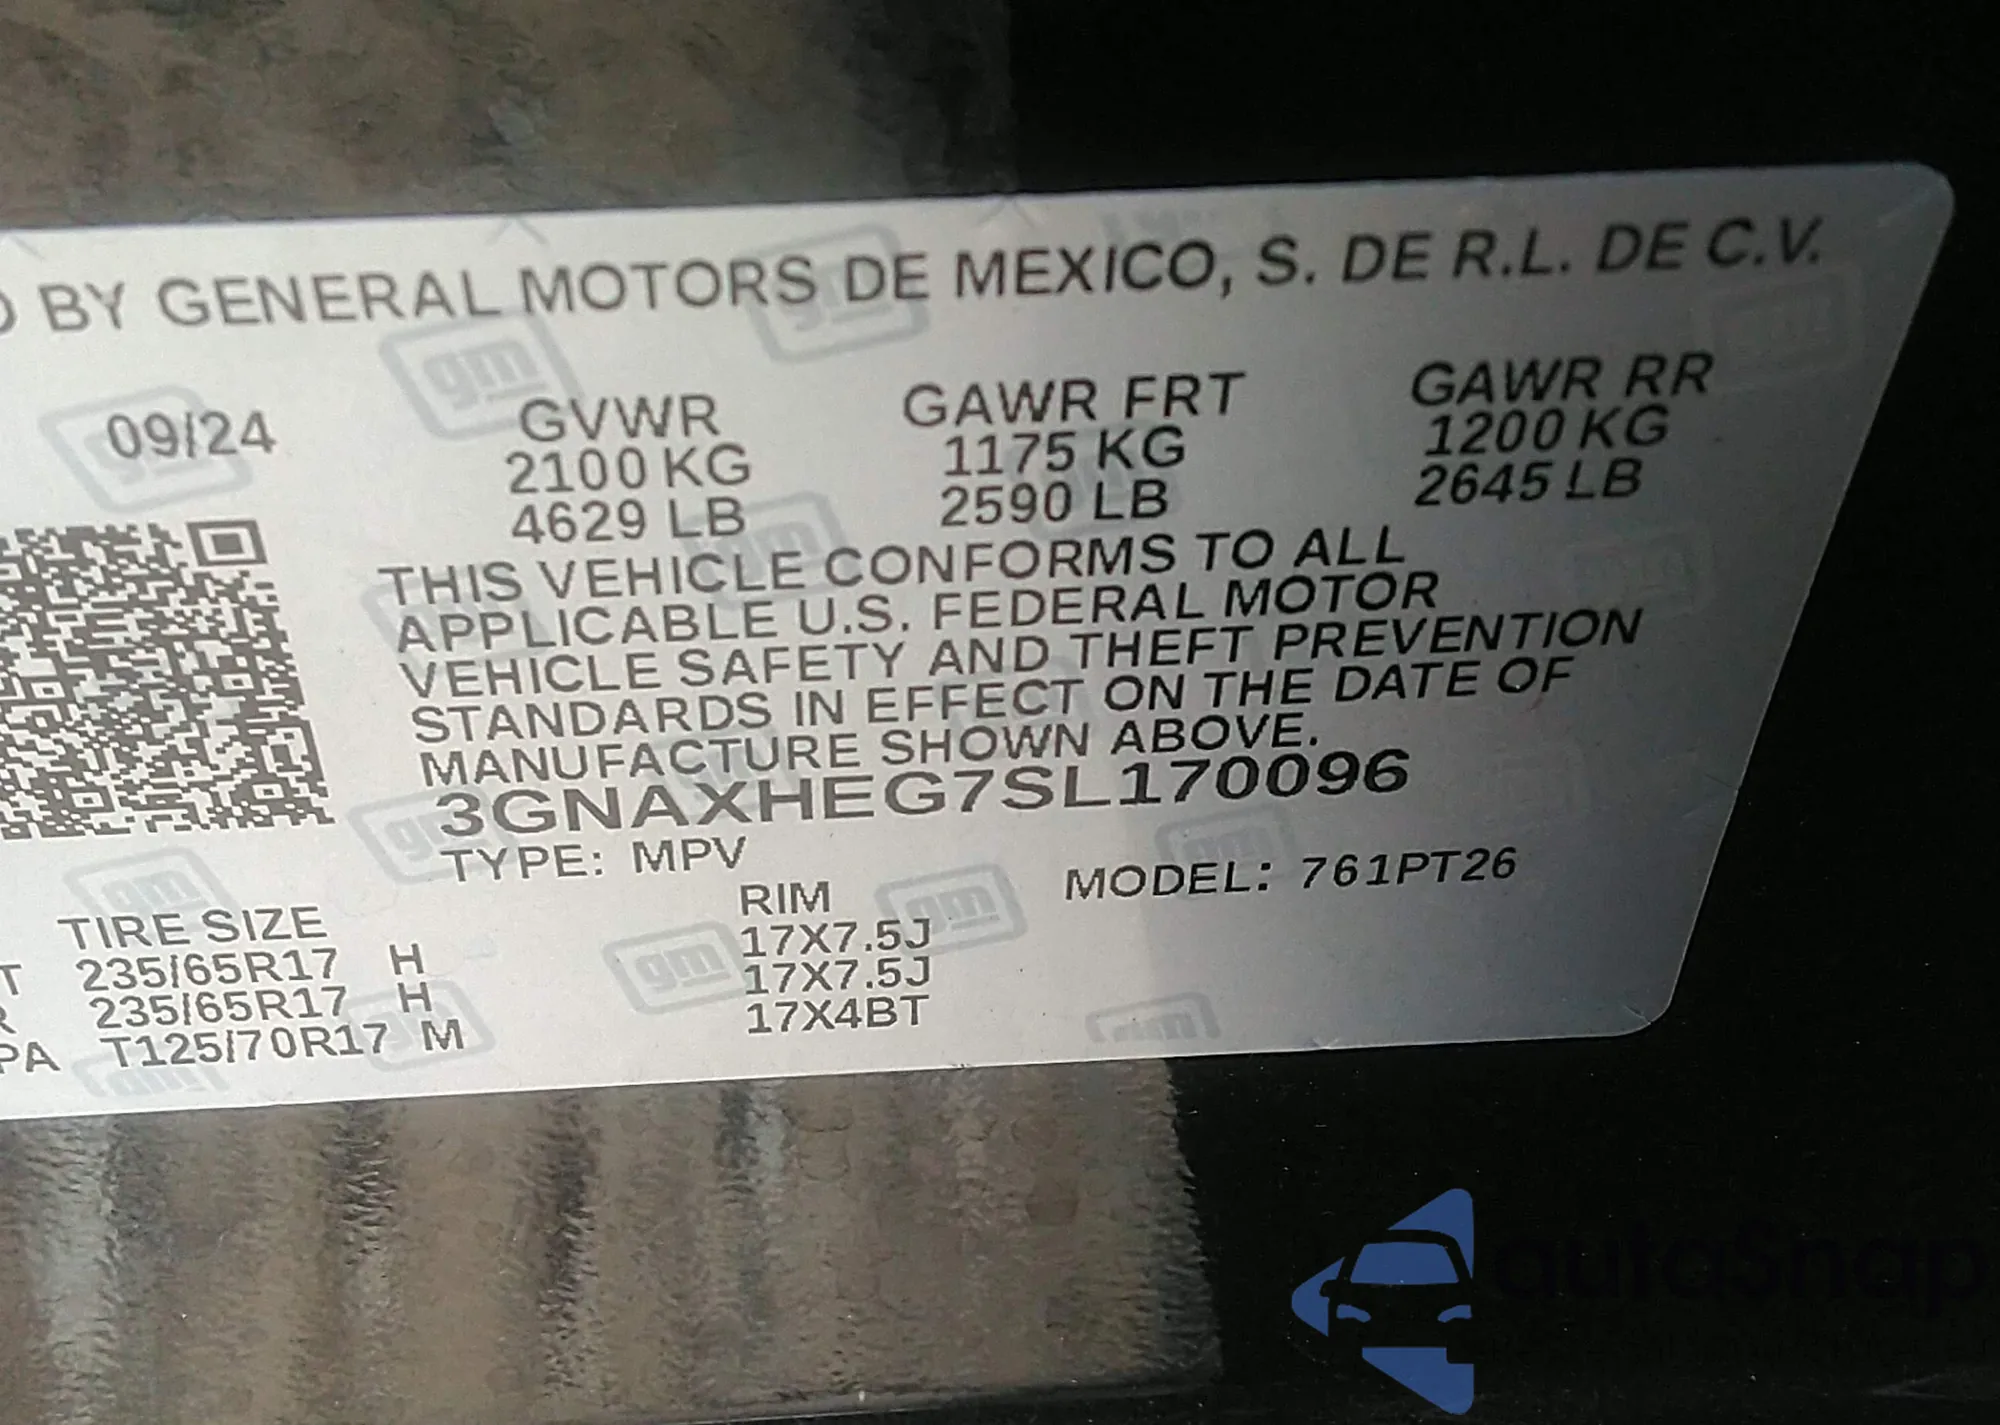 BY GENERAL MOTORS DE MEXICO, S. DE R.L. DE C.V.
09/24 GVWR GAWR FRT GAWR RR
2100 KG 1175 KG 1200 KG
4629 LB 2590 LB 2645 LB
THIS VEHICLE CONFORMS TO ALL
APPLICABLE U.S. FEDERAL MOTOR
VEHICLE SAFETY AND THEFT PREVENTION
STANDARDS IN EFFECT ON THE DATE OF
MANUFACTURE SHOWN ABOVE.
3GNAXHEG7SL170096
TYPE: MPV MODEL: 761PT26
TIRE SIZE RIM
T 235/65R17 H 17X7.5J
R 235/65R17 H 17X7.5J
PA T125/70R17 M 17X4BT
gm
autosnap